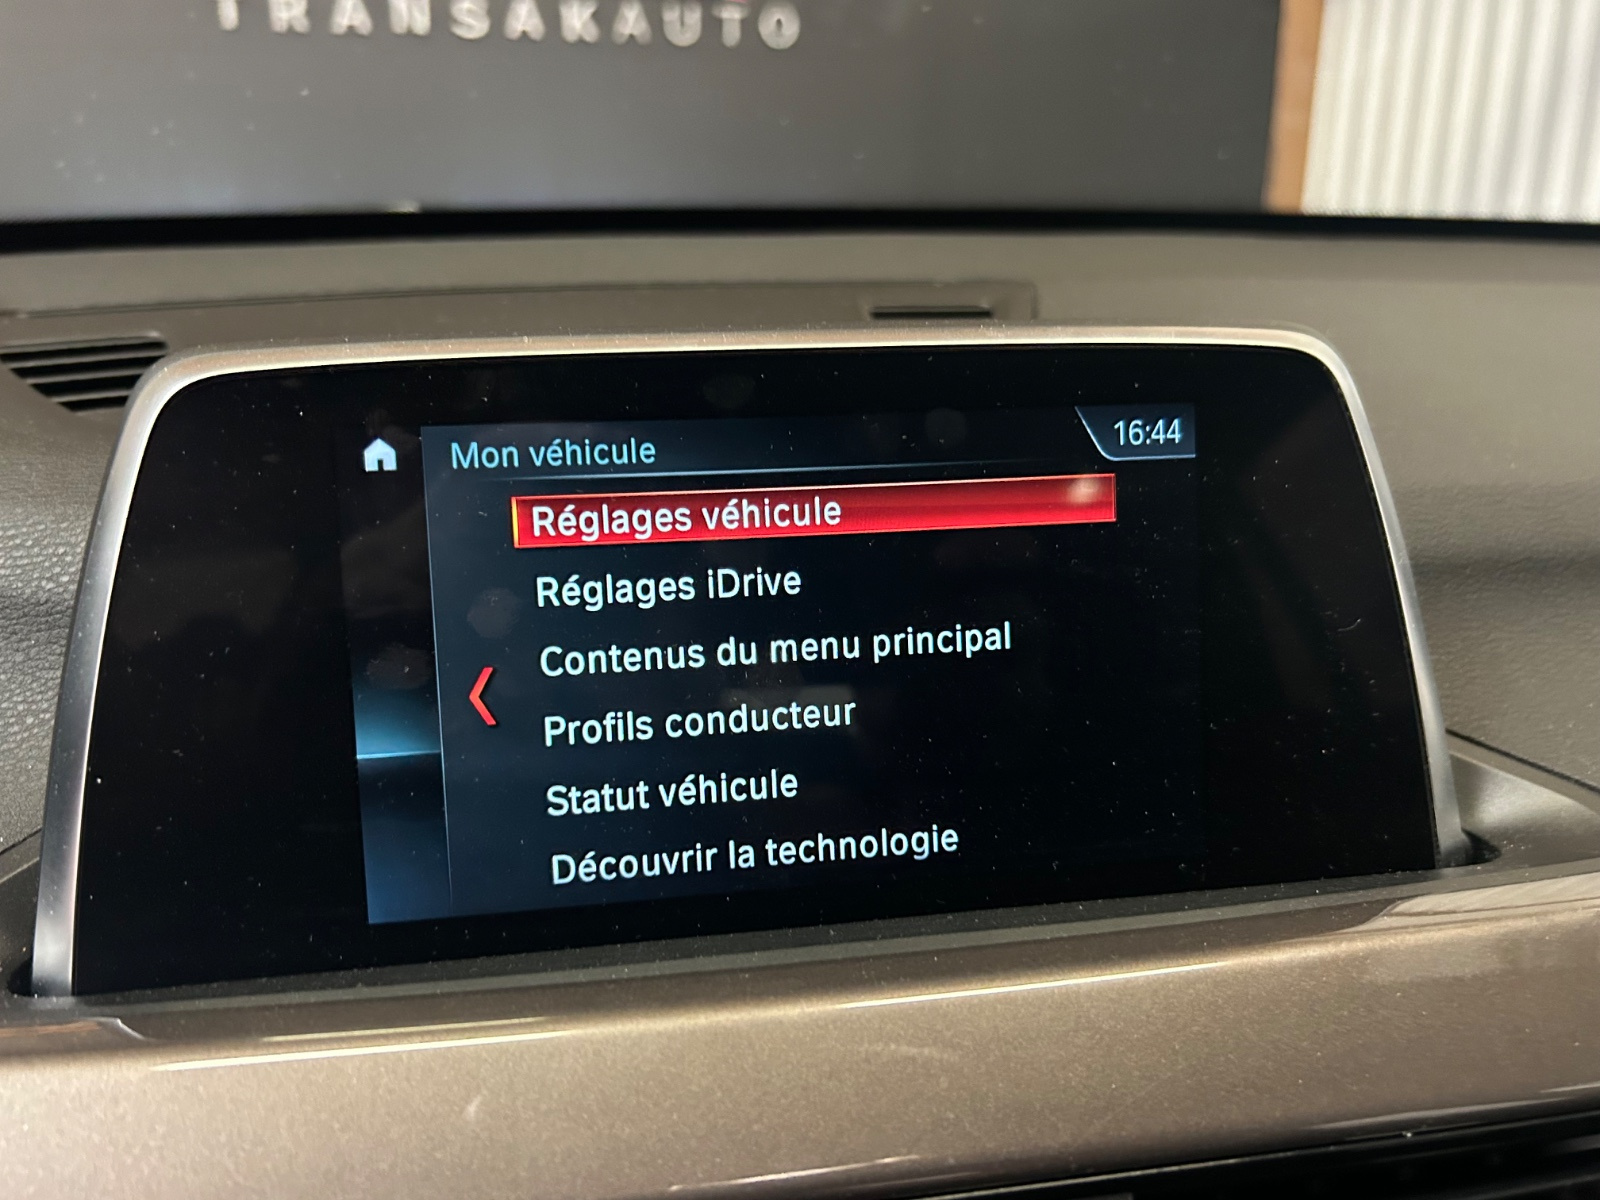 TRANSAKAUTO
Mon véhicule
16:44
Réglages véhicule
Réglages iDrive
Contenus du menu principal
Profils conducteur
Statut véhicule
Découvrir la technologie